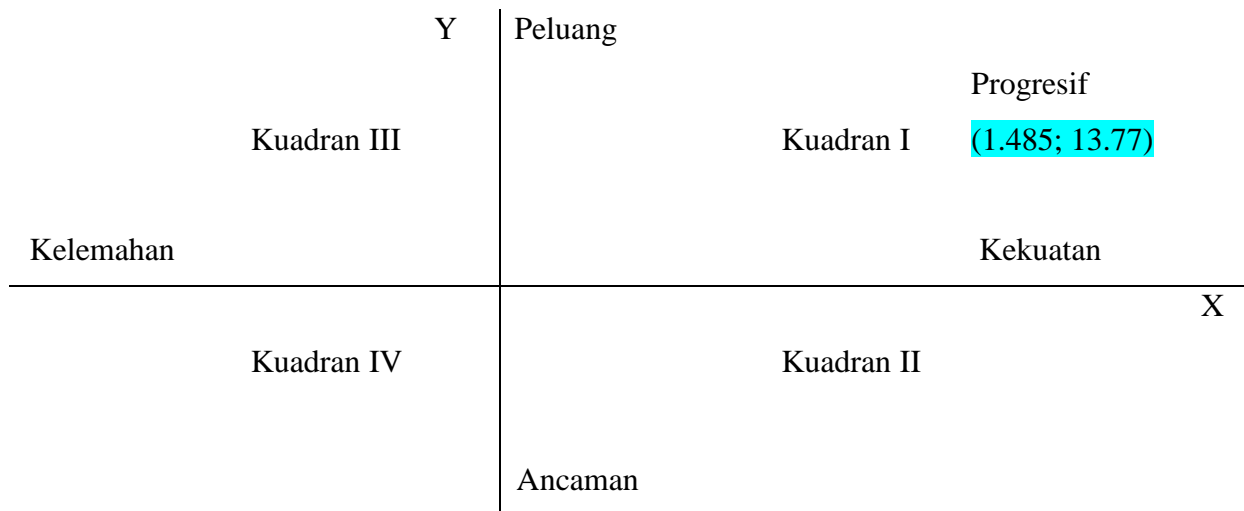 Y Peluang
Progresif
Kuadran III Kuadran I (1.485; 13.77)
Kelemahan Kekuatan
X
Kuadran IV Kuadran II
Ancaman